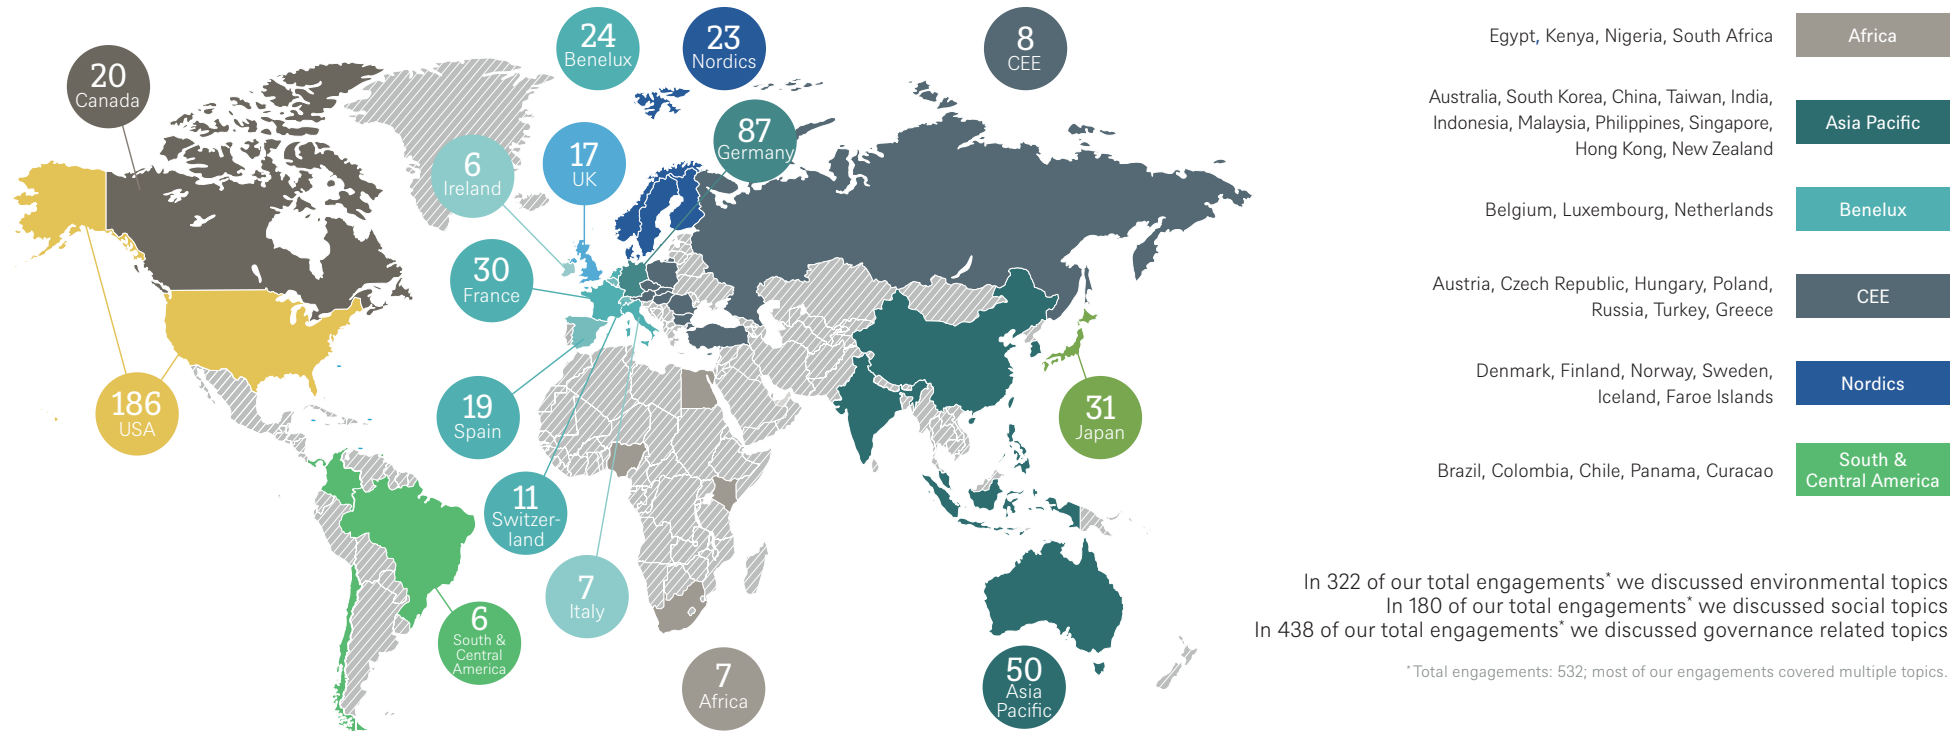 20
Canada
186
USA
6
South &
Central
America
24
Benelux
23
Nordics
8
CEE
87
Germany
6
Ireland
17
UK
30
France
19
Spain
11
Switzer-
land
7
Italy
7
Africa
31
Japan
50
Asia
Pacific
Egypt, Kenya, Nigeria, South Africa
Africa
Australia, South Korea, China, Taiwan, India,
Indonesia, Malaysia, Philippines, Singapore,
Hong Kong, New Zealand
Asia Pacific
Belgium, Luxembourg, Netherlands
Benelux
Austria, Czech Republic, Hungary, Poland,
Russia, Turkey, Greece
CEE
Denmark, Finland, Norway, Sweden,
Iceland, Faroe Islands
Nordics
Brazil, Colombia, Chile, Panama, Curacao
South &
Central America
In 322 of our total engagements* we discussed environmental topics
In 180 of our total engagements* we discussed social topics
In 438 of our total engagements* we discussed governance related topics
*Total engagements: 532; most of our engagements covered multiple topics.